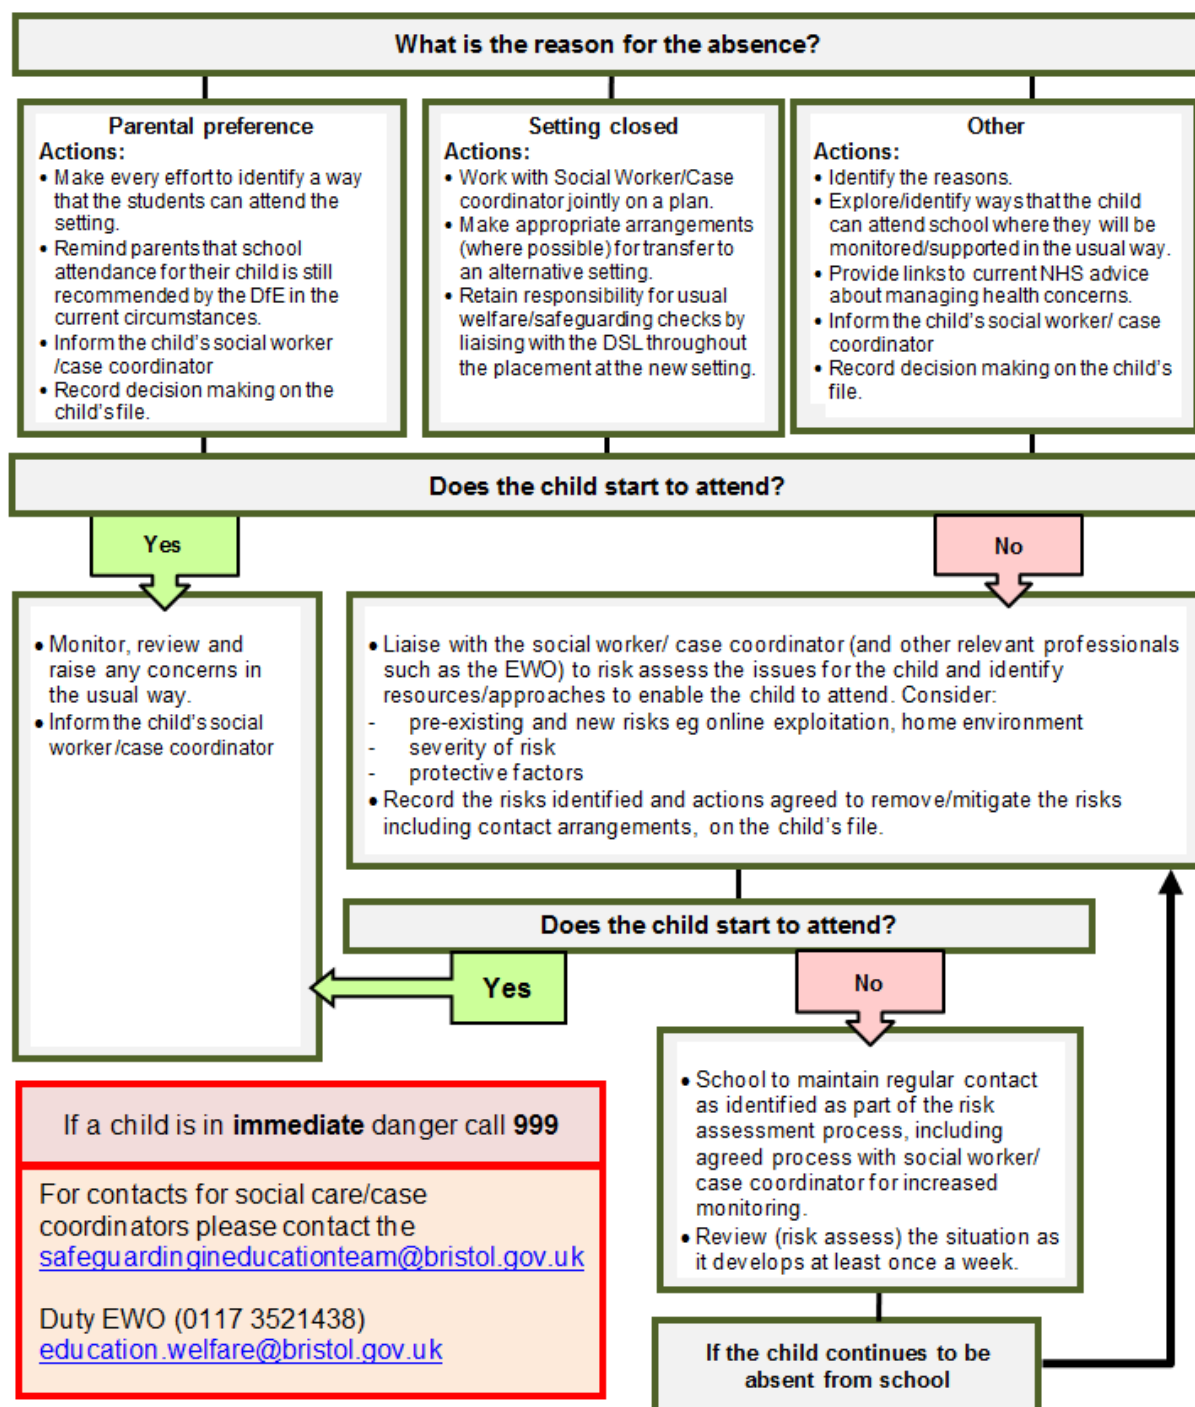 What is the reason for the absence?
Parental preference
Actions:
• Make every effort to identify a way
that the students can attend the
setting.
• Remind parents that school
attendance for their child is still
recommended by the DfE in the
current circumstances.
• Inform the child's social worker
/case coordinator
• Record decision making on the
child's file.
Setting closed
Actions:
• Work with Social Worker/Case
coordinator jointly on a plan.
• Make appropriate arrangements
(where possible) for transfer to
an alternative setting.
• Retain responsibility for usual
welfare/safeguarding checks by
liaising with the DSL throughout
the placement at the new setting.
Other
Actions:
• Identify the reasons.
• Explore/identify ways that the child
can attend school where they will be
monitored/supported in the usual way.
• Provide links to current NHS advice
about managing health concerns.
• Inform the child's social worker/ case
coordinator
• Record decision making on the child's
file.
Does the child start to attend?
Yes
No
• Monitor, review and
raise any concerns in
the usual way.
• Inform the child's social
worker/case coordinator
• Liaise with the social worker/ case coordinator (and other relevant professionals
such as the EWO) to risk assess the issues for the child and identify
resources/approaches to enable the child to attend. Consider:
- pre-existing and new risks eg online exploitation, home environment
- severity of risk
- protective factors
• Record the risks identified and actions agreed to remove/mitigate the risks
including contact arrangements, on the child's file.
Does the child start to attend?
Yes
No
• School to maintain regular contact
as identified as part of the risk
assessment process, including
agreed process with social worker/
case coordinator for increased
monitoring.
• Review (risk assess) the situation as
it develops at least once a week.
If the child continues to be
absent from school
If a child is in immediate danger call 999
For contacts for social care/case
coordinators please contact the
safeguardingineducationteam@bristol.gov.uk
Duty EWO (0117 3521438)
education.welfare@bristol.gov.uk